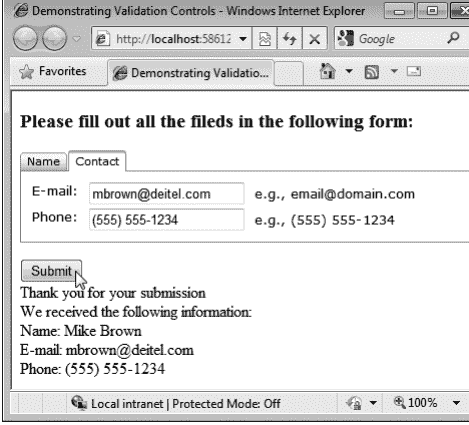 Demonstrating Validation Controls - Windows Internet Explorer
http://localhost:58612
Google
Favorites
Demonstrating Validatio...
Please fill out all the fileds in the following form:
Name
Contact
E-mail: mbrown@deitel.com e.g., email@domain.com
Phone: (555) 555-1234 e.g., (555) 555-1234
Submit
Thank you for your submission
We received the following information:
Name: Mike Brown
E-mail: mbrown@deitel.com
Phone: (555) 555-1234
Local intranet | Protected Mode: Off
100%